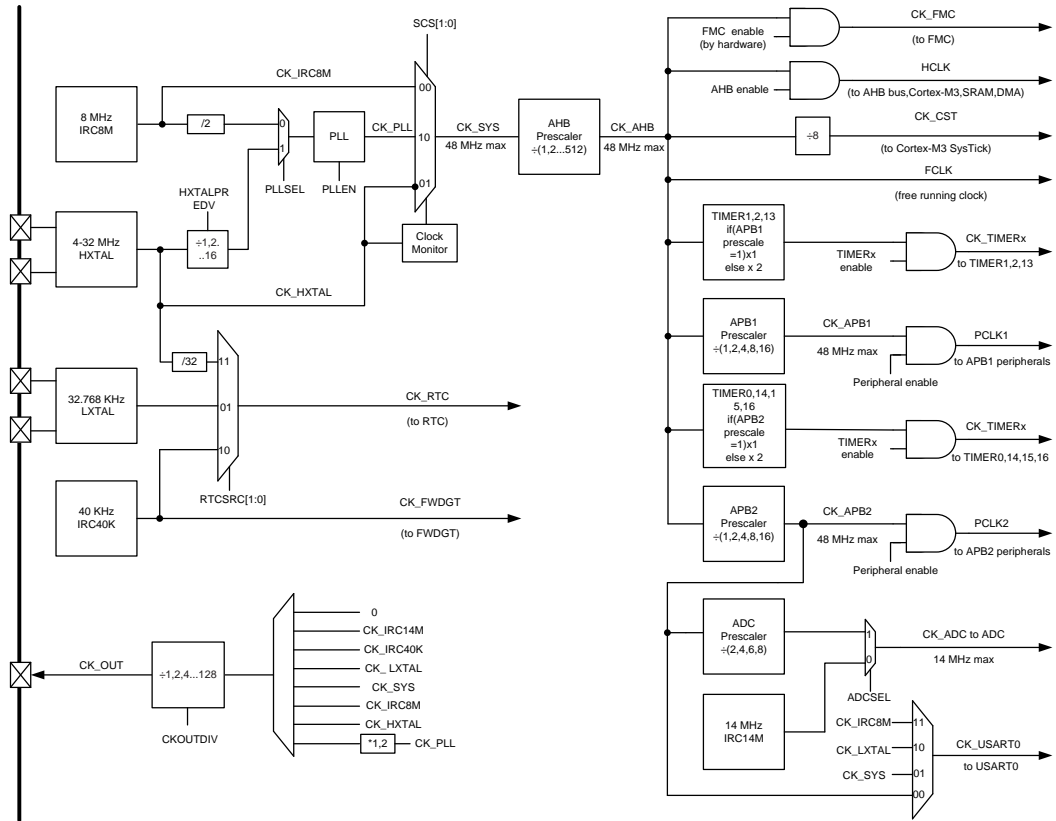 SCS[1:0]
CK_IRC8M
8 MHz
IRC8M
/2
0
1
PLLSEL
PLL
PLLEN
CK_PLL
00
10
01
CK_SYS
48 MHz max
AHB
Prescaler
÷(1,2...512)
CK_AHB
48 MHz max
HXTALPR
EDV
÷1,2.
..16
4-32 MHz
HXTAL
Clock
Monitor
CK_HXTAL
/32
11
01
10
RTCSRC[1:0]
32.768 KHz
LXTAL
CK_RTC
(to RTC)
40 KHz
IRC40K
CK_FWDGT
(to FWDGT)
CK_OUT
÷1,2,4...128
CKOUTDIV
0
CK_IRC14M
CK_IRC40K
CK_ LXTAL
CK_SYS
CK_IRC8M
CK_HXTAL
*1,2
CK_PLL
FMC enable
(by hardware)
CK_FMC
(to FMC)
AHB enable
HCLK
(to AHB bus,Cortex-M3,SRAM,DMA)
÷8
CK_CST
(to Cortex-M3 SysTick)
FCLK
(free running clock)
TIMER1,2,13
if(APB1
prescale
=1)x1
else x 2
TIMERx
enable
CK_TIMERx
to TIMER1,2,13
APB1
Prescaler
÷(1,2,4,8,16)
CK_APB1
48 MHz max
Peripheral enable
PCLK1
to APB1 peripherals
TIMER0,14,1
5,16
if(APB2
prescale
=1)x1
else x 2
TIMERx
enable
CK_TIMERx
to TIMER0,14,15,16
APB2
Prescaler
÷(1,2,4,8,16)
CK_APB2
48 MHz max
Peripheral enable
PCLK2
to APB2 peripherals
ADC
Prescaler
÷(2,4,6,8)
1
0
ADCSEL
CK_ADC to ADC
14 MHz max
14 MHz
IRC14M
CK_IRC8M
11
CK_LXTAL
10
CK_SYS
01
00
CK_USART0
to USART0